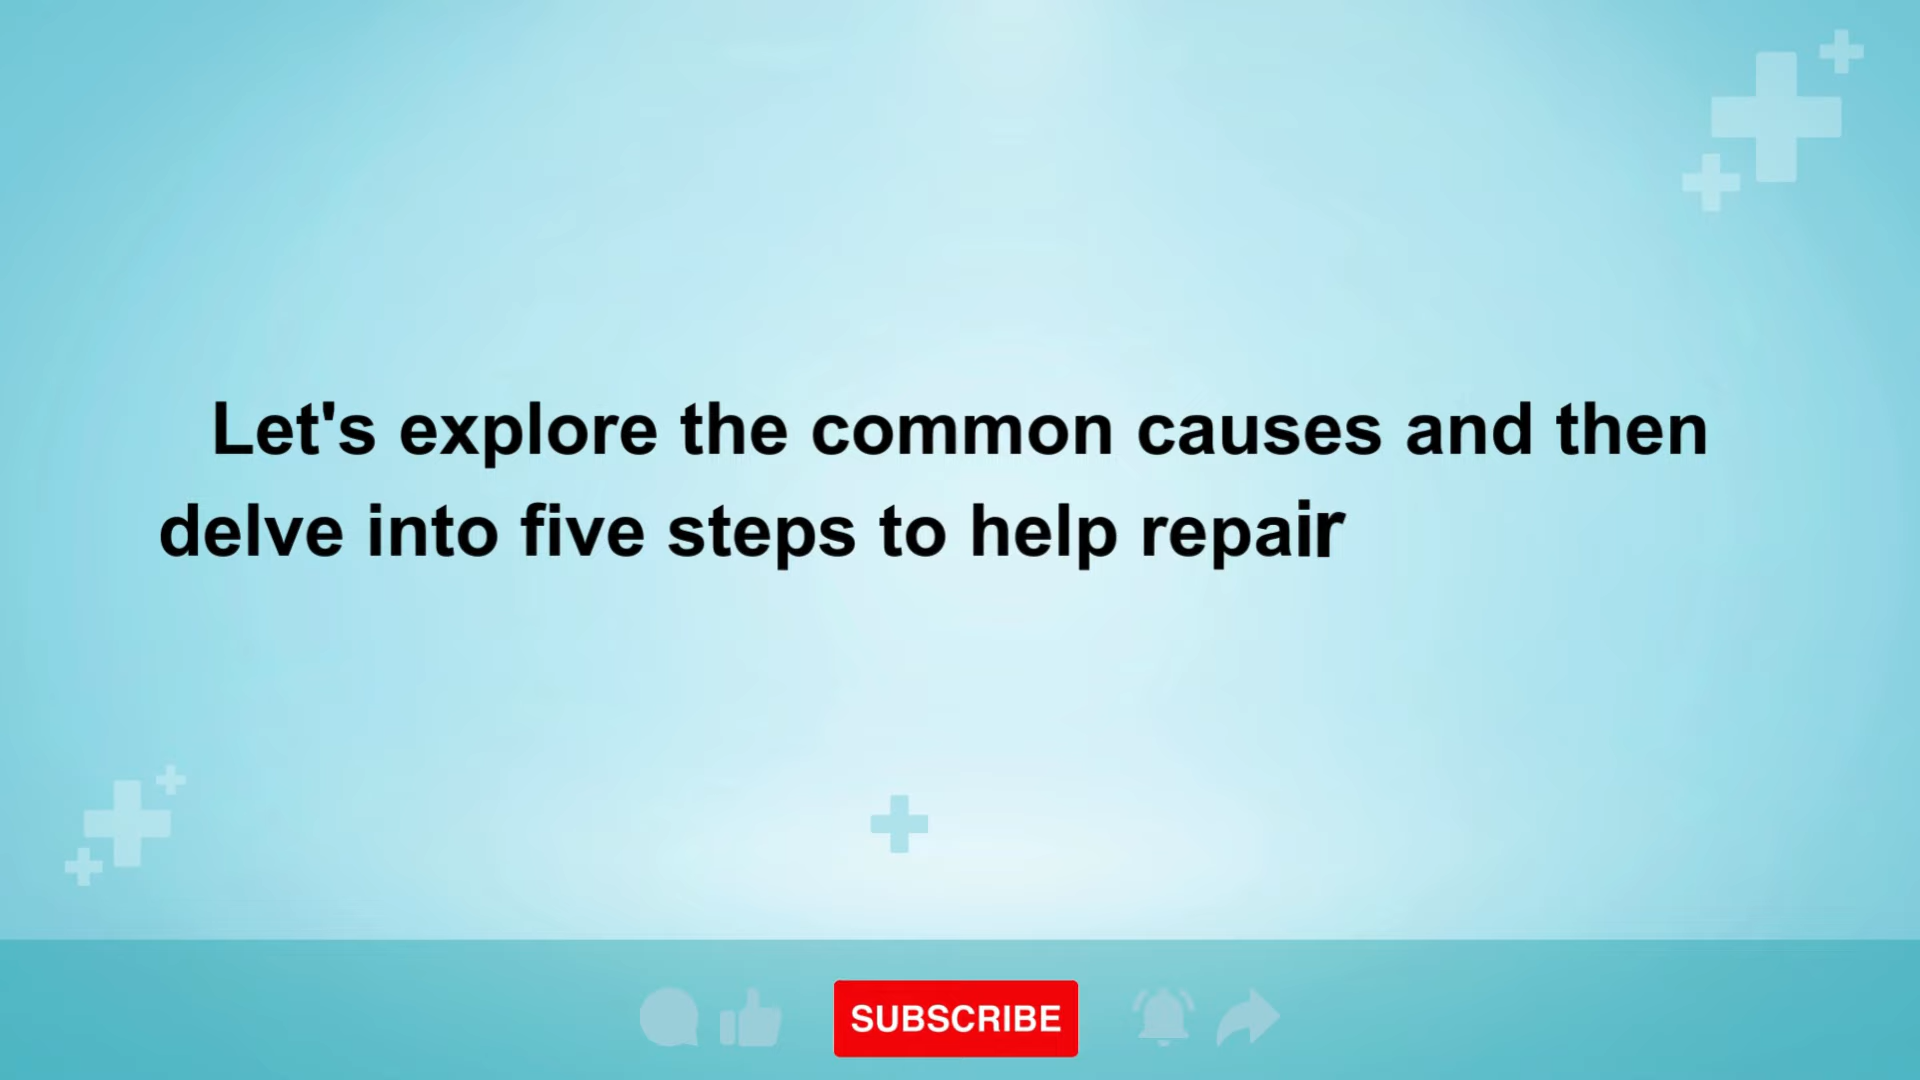 Let's explore the common causes and then
delve into five steps to help repair
SUBSCRIBE